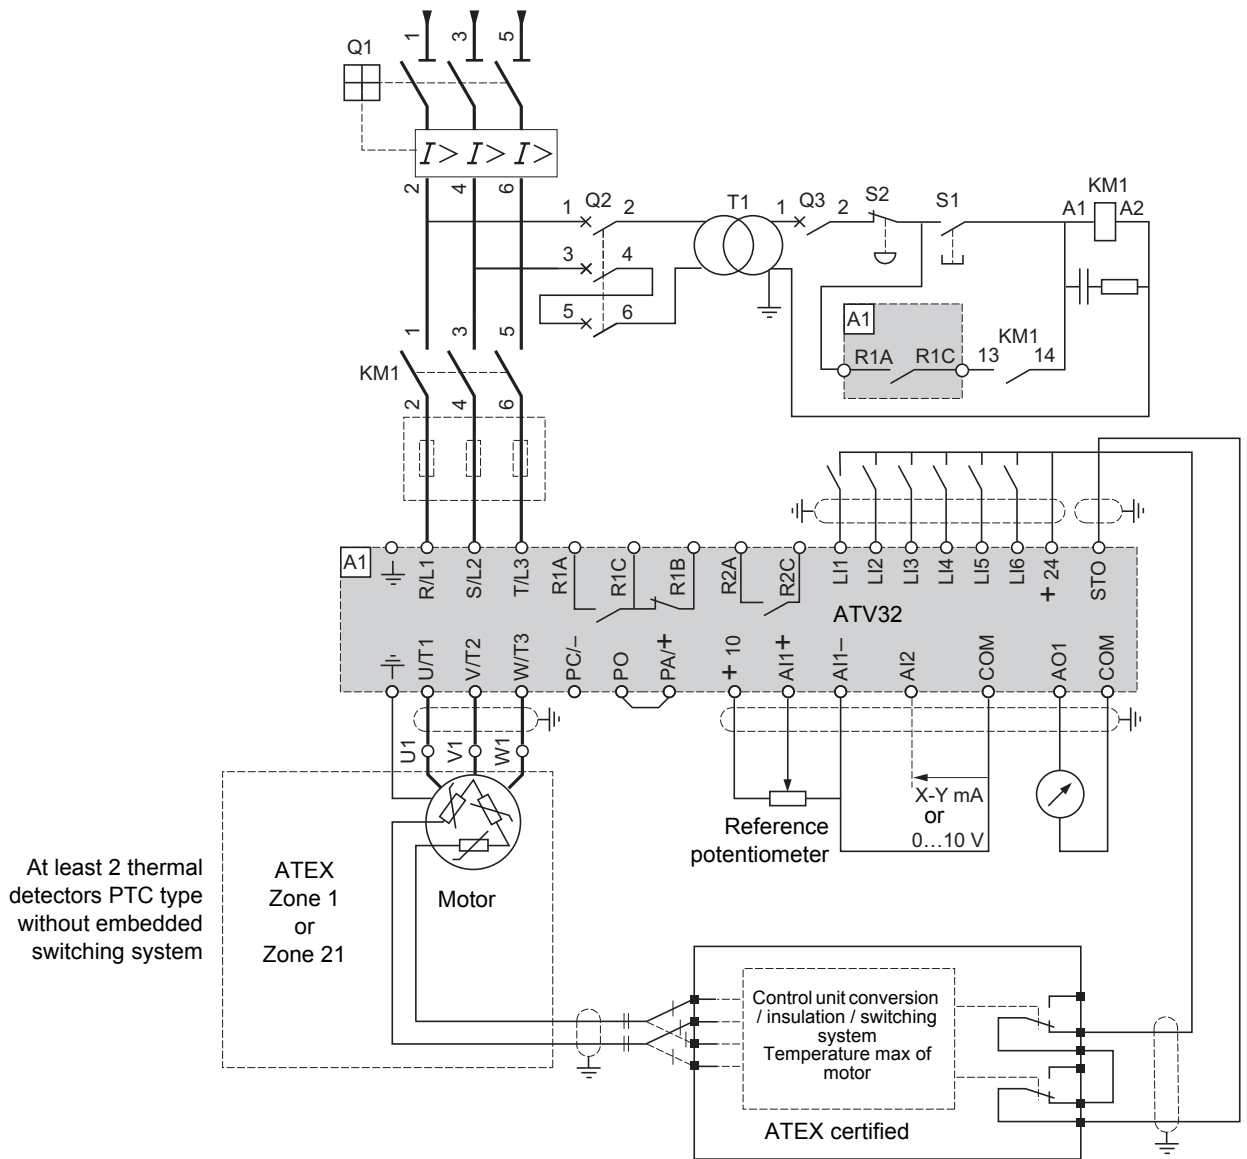 1 3 5
Q1
I> I> I>
2 4 6
1 Q2 2
3 4
5 6
T1
1 Q3 2
S2
S1
KM1
A1 A2
A1
R1A R1C
KM1
13 14
1 3 5
KM1
2 4 6
A1
R/L1 S/L2 T/L3 R1A R1C R1B R2A R2C LI1 LI2 LI3 LI4 LI5 LI6 + 24 STO
ATV32
U/T1 V/T2 W/T3 PC/– PO PA/+ + 10 AI1+ AI1– AI2 COM AO1 COM
U1 V1 W1
X-Y mA
or
0…10 V
Reference
potentiometer
At least 2 thermal
detectors PTC type
without embedded
switching system
ATEX
Zone 1
or
Zone 21
Motor
Control unit conversion
/ insulation / switching
system
Temperature max of
motor
ATEX certified